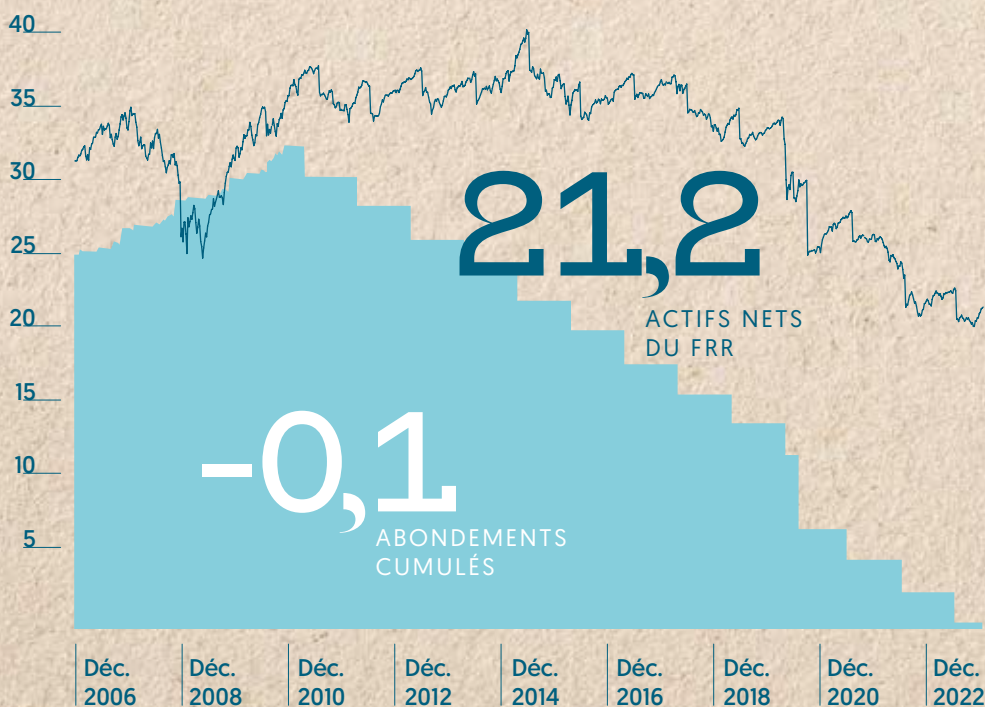 40
35
30
25
20
15
10
5
21,2
ACTIFS NETS
DU FRR
-0,1
ABONDEMENTS
CUMULÉS
Déc.
2006
Déc.
2008
Déc.
2010
Déc.
2012
Déc.
2014
Déc.
2016
Déc.
2018
Déc.
2020
Déc.
2022